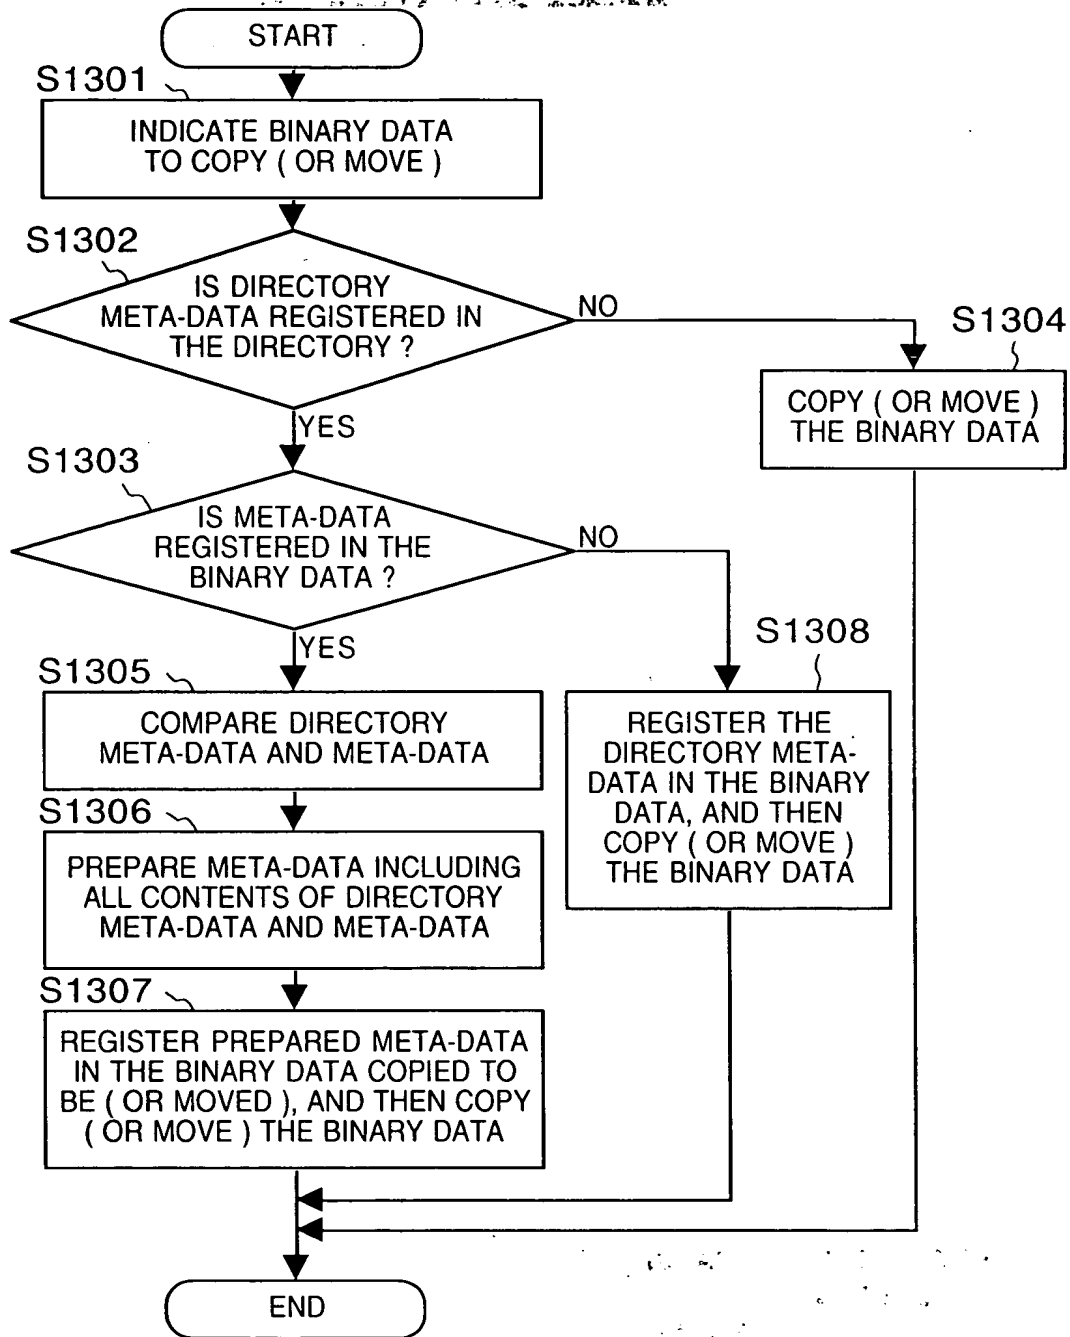 START
S1301
INDICATE BINARY DATA
TO COPY ( OR MOVE )
S1302
IS DIRECTORY
META-DATA REGISTERED IN
THE DIRECTORY ?
NO
YES
S1304
COPY ( OR MOVE )
THE BINARY DATA
S1303
IS META-DATA
REGISTERED IN THE
BINARY DATA ?
NO
YES
S1305
COMPARE DIRECTORY
META-DATA AND META-DATA
S1308
REGISTER THE
DIRECTORY META-
DATA IN THE BINARY
DATA, AND THEN
COPY ( OR MOVE )
THE BINARY DATA
S1306
PREPARE META-DATA INCLUDING
ALL CONTENTS OF DIRECTORY
META-DATA AND META-DATA
S1307
REGISTER PREPARED META-DATA
IN THE BINARY DATA COPIED TO
BE ( OR MOVED ), AND THEN COPY
( OR MOVE ) THE BINARY DATA
END